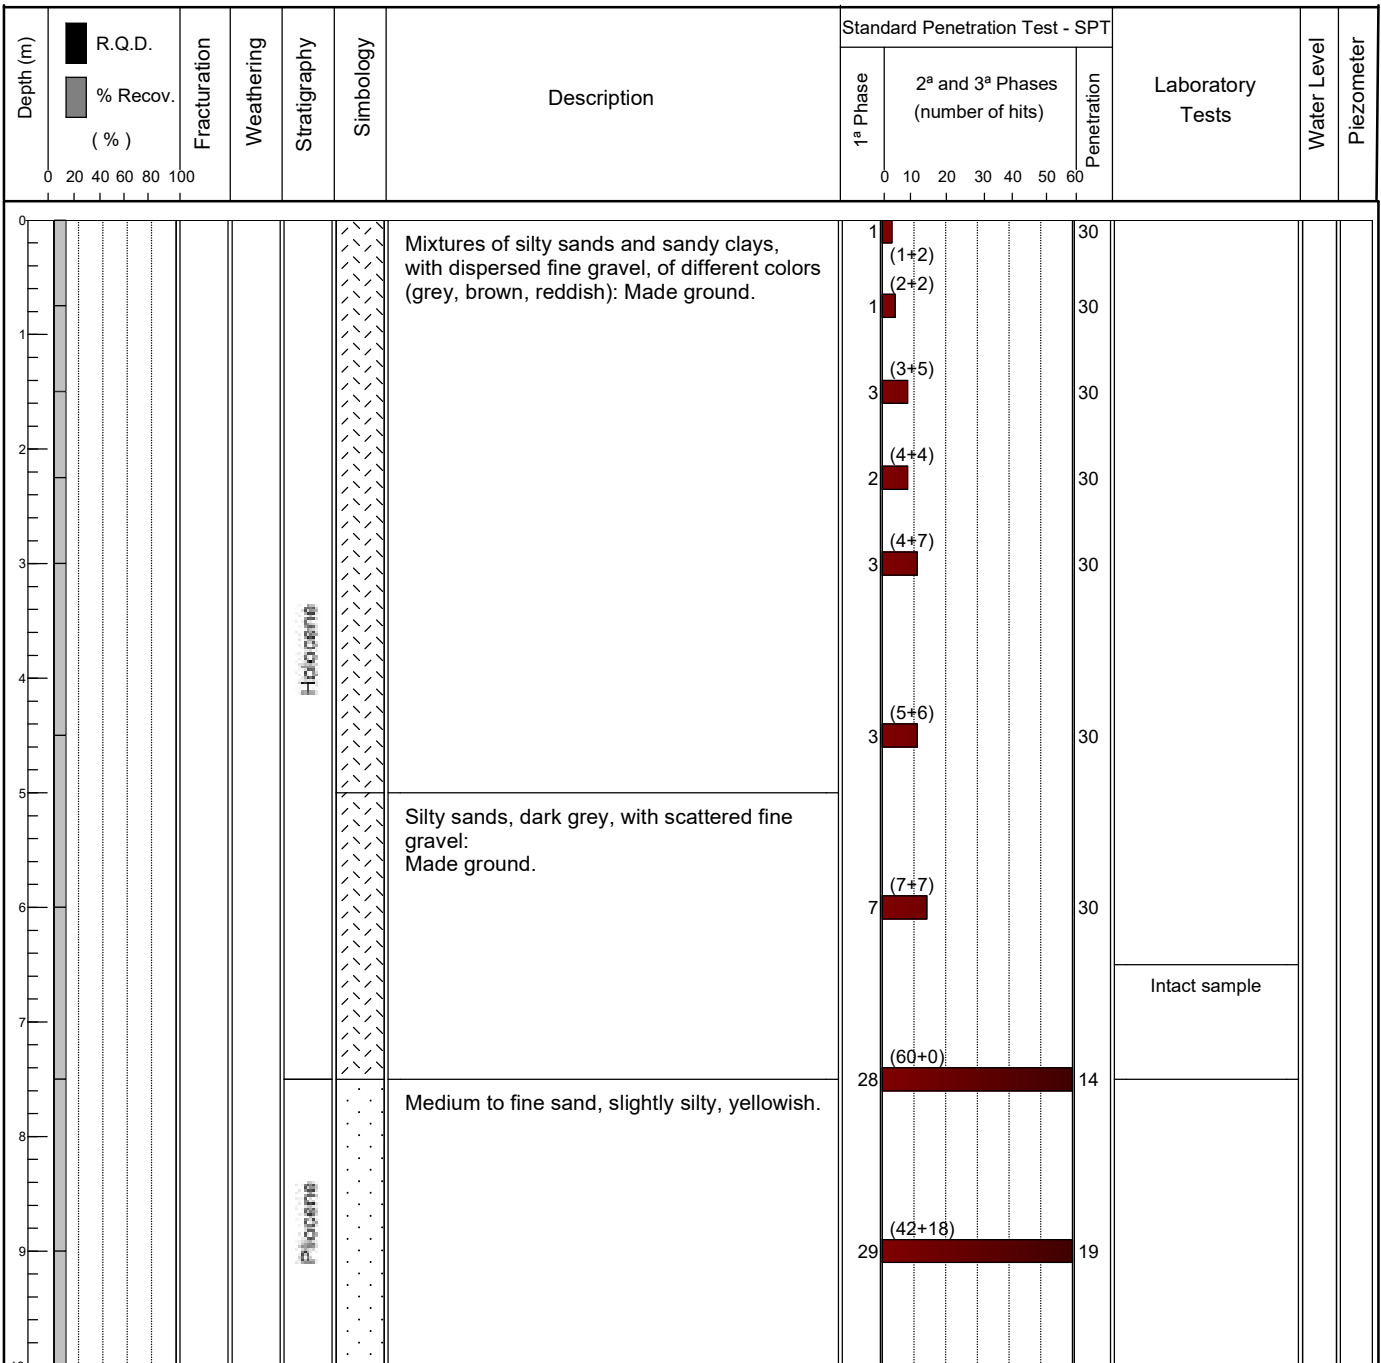 Depth (m)
R.Q.D.
% Recov.
( % )
0 20 40 60 80 100
Fracturation
Weathering
Stratigraphy
Simbology
Description
Standard Penetration Test - SPT
1ª Phase
2ª and 3ª Phases
(number of hits)
0 10 20 30 40 50 60
Penetration
Laboratory
Tests
Water Level
Piezometer
0
Mixtures of silty sands and sandy clays,
with dispersed fine gravel, of different colors
(grey, brown, reddish): Made ground.
1 30
(1+2)
(2+2)
1 30
1
(3+5)
3 30
2
(4+4)
2 30
(4+7)
3
3 30
Holocene
4
(5+6)
3 30
5
Silty sands, dark grey, with scattered fine
gravel:
Made ground.
(7+7)
6
7 30
Intact sample
7
(60+0)
28 14
Medium to fine sand, slightly silty, yellowish.
8
Pliocene
(42+18)
9
29 19